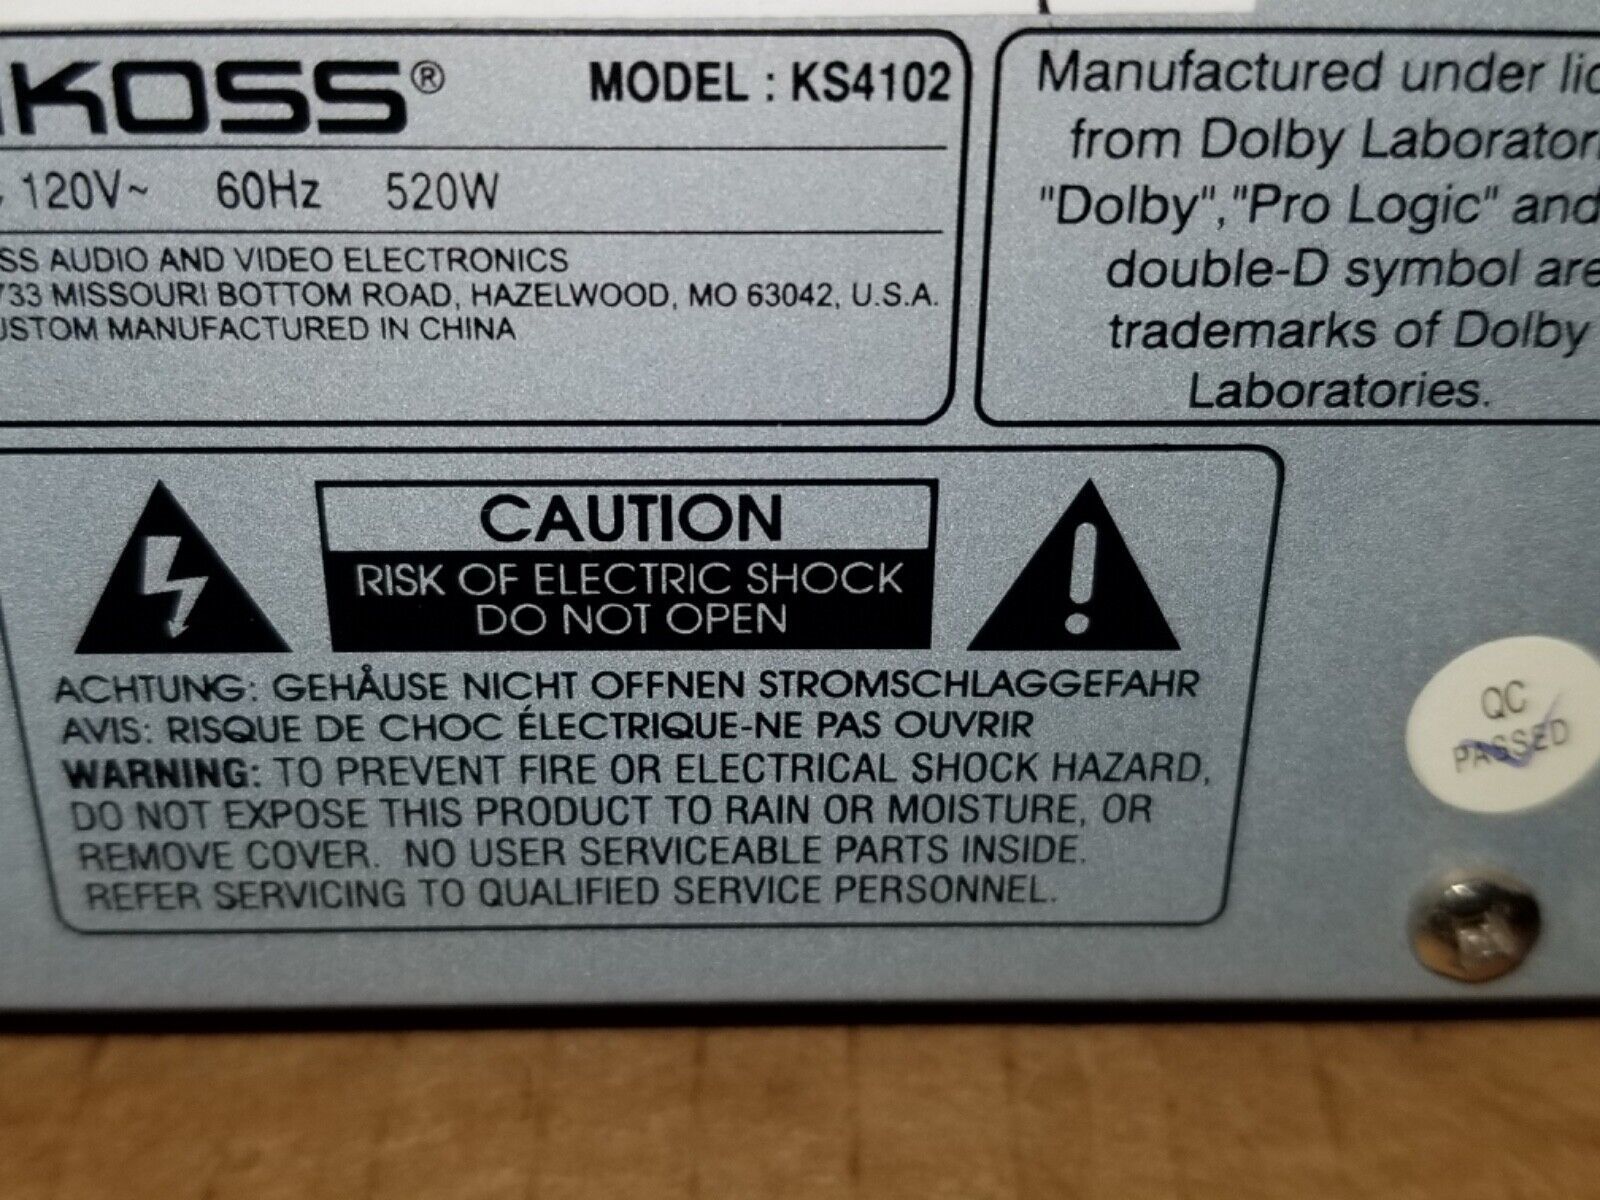 KOSS®
MODEL : KS4102
120V~ 60Hz 520W
SS AUDIO AND VIDEO ELECTRONICS
733 MISSOURI BOTTOM ROAD, HAZELWOOD, MO 63042, U.S.A.
USTOM MANUFACTURED IN CHINA
Manufactured under lic
from Dolby Laborator
"Dolby","Pro Logic" and
double-D symbol are
trademarks of Dolby
Laboratories.
CAUTION
RISK OF ELECTRIC SHOCK
DO NOT OPEN
ACHTUNG: GEHÅUSE NICHT OFFNEN STROMSCHLAGGEFAHR
AVIS: RISQUE DE CHOC ÉLECTRIQUE-NE PAS OUVRIR
WARNING: TO PREVENT FIRE OR ELECTRICAL SHOCK HAZARD,
DO NOT EXPOSE THIS PRODUCT TO RAIN OR MOISTURE, OR
REMOVE COVER. NO USER SERVICEABLE PARTS INSIDE.
REFER SERVICING TO QUALIFIED SERVICE PERSONNEL.
QC
PASSED